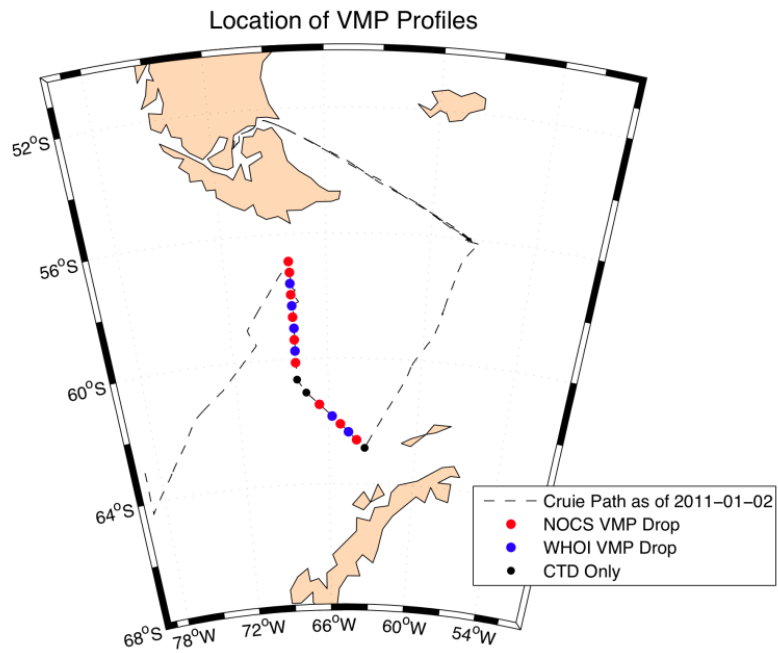 Location of VMP Profiles
52°S
56°S
60°S
64°S
68°S
78°W
72°W
66°W
60°W
54°W
Cruie Path as of 2011−01−02
NOCS VMP Drop
WHOI VMP Drop
CTD Only